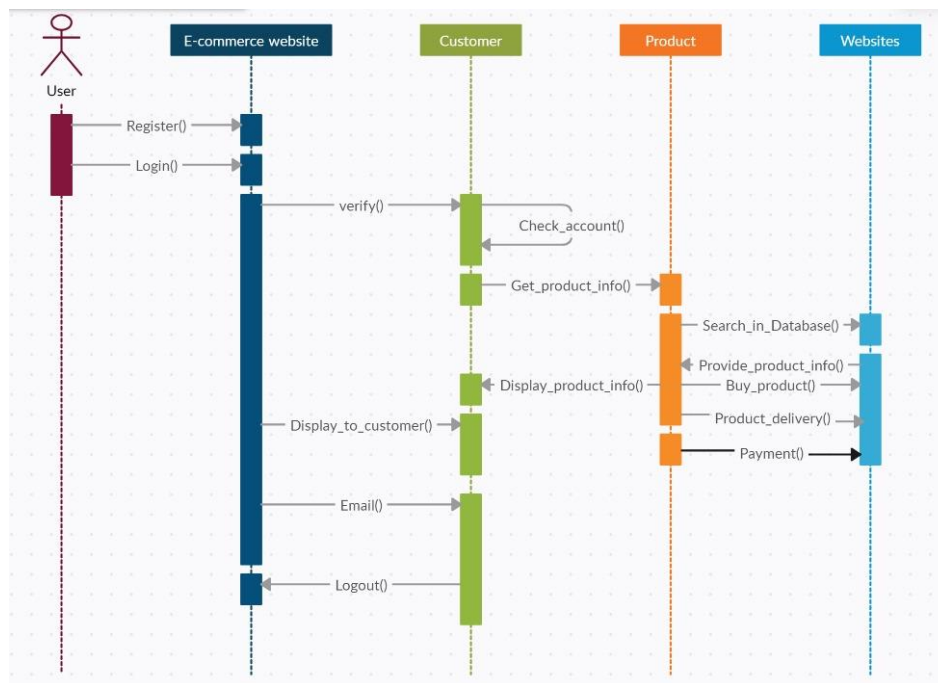 E-commerce website
Customer
Product
Websites
User
Register()
Login()
verify()
Check_account()
Get_product_info()
Search_in_Database()
Provide_product_info()
Display_product_info()
Buy_product()
Product_delivery()
Display_to_customer()
Payment()
Email()
Logout()